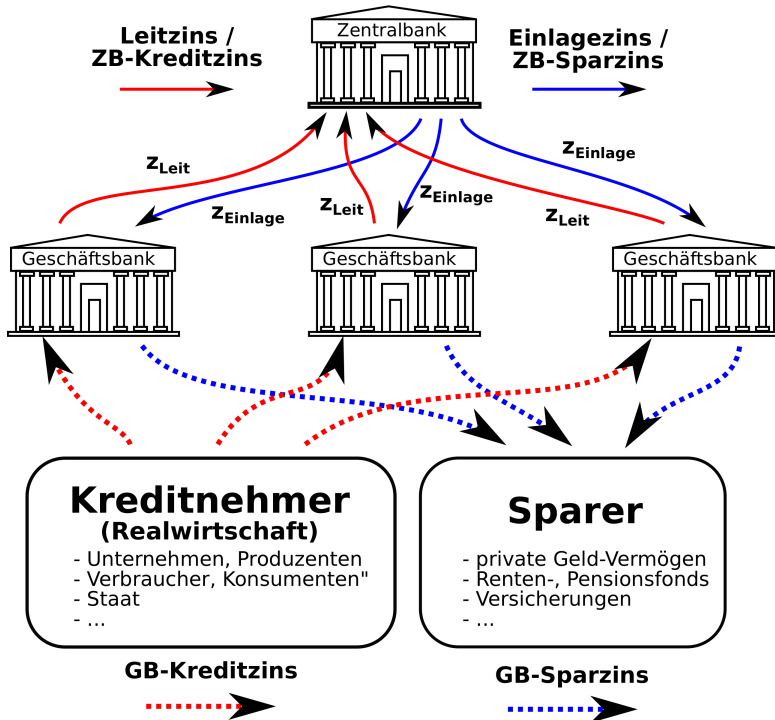 Zentralbank
Leitzins /
ZB-Kreditzins
Einlagezins /
ZB-Sparzins
zLeit
zEinlage
zLeit
zEinlage
zLeit
zEinlage
Geschäftsbank
Geschäftsbank
Geschäftsbank
Kreditnehmer
(Realwirtschaft)
- Unternehmen, Produzenten
- Verbraucher, Konsumenten"
- Staat
- ...
Sparer
- private Geld-Vermögen
- Renten-, Pensionsfonds
- Versicherungen
- ...
GB-Kreditzins
GB-Sparzins